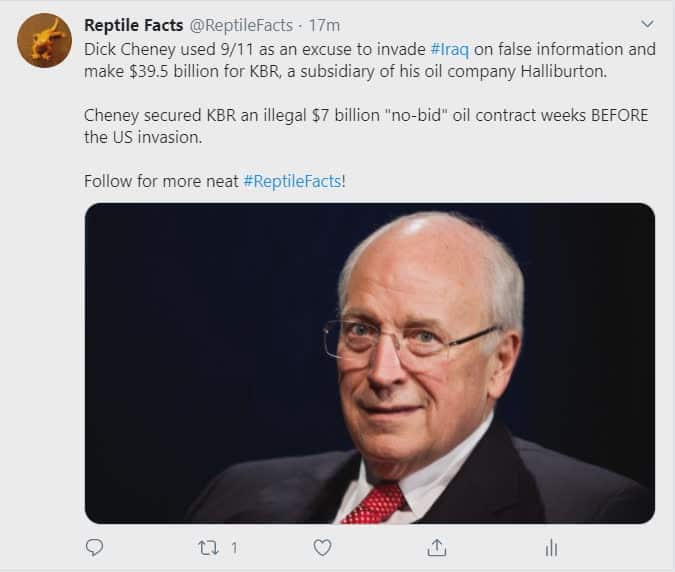 Reptile Facts @ReptileFacts · 17m
Dick Cheney used 9/11 as an excuse to invade #Iraq on false information and
make $39.5 billion for KBR, a subsidiary of his oil company Halliburton.
Cheney secured KBR an illegal $7 billion "no-bid" oil contract weeks BEFORE
the US invasion.
Follow for more neat #ReptileFacts!
1